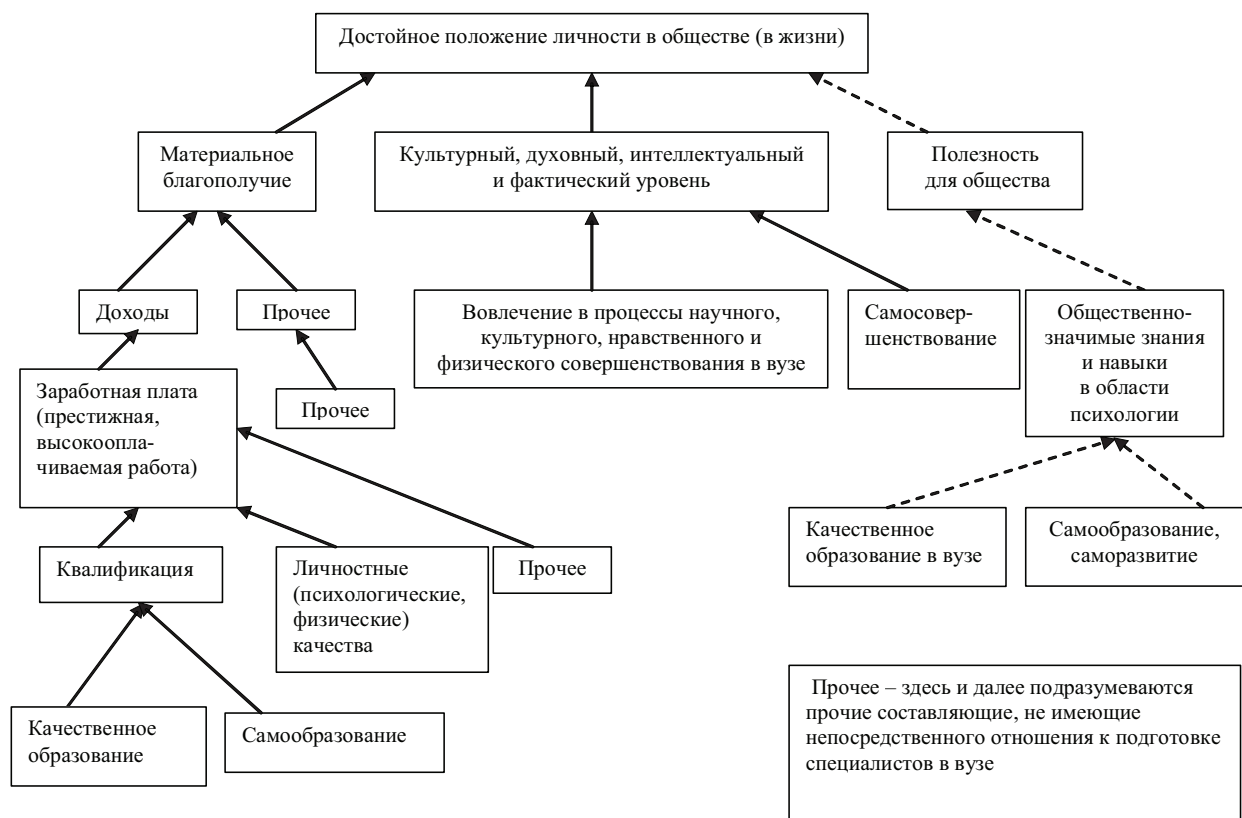 Достойное положение личности в обществе (в жизни)
Материальное
благополучие
Культурный, духовный, интеллектуальный
и фактический уровень
Полезность
для общества
Доходы
Прочее
Вовлечение в процессы научного,
культурного, нравственного и
физического совершенствования в вузе
Самосовер-
шенствование
Общественно-
значимые знания
и навыки
в области
психологии
Заработная плата
(престижная,
высокоопла-
чиваемая работа)
Прочее
Квалификация
Личностные
(психологические,
физические)
качества
Прочее
Качественное
образование в вузе
Самообразование,
саморазвитие
Качественное
образование
Самообразование
Прочее – здесь и далее подразумеваются
прочие составляющие, не имеющие
непосредственного отношения к подготовке
специалистов в вузе